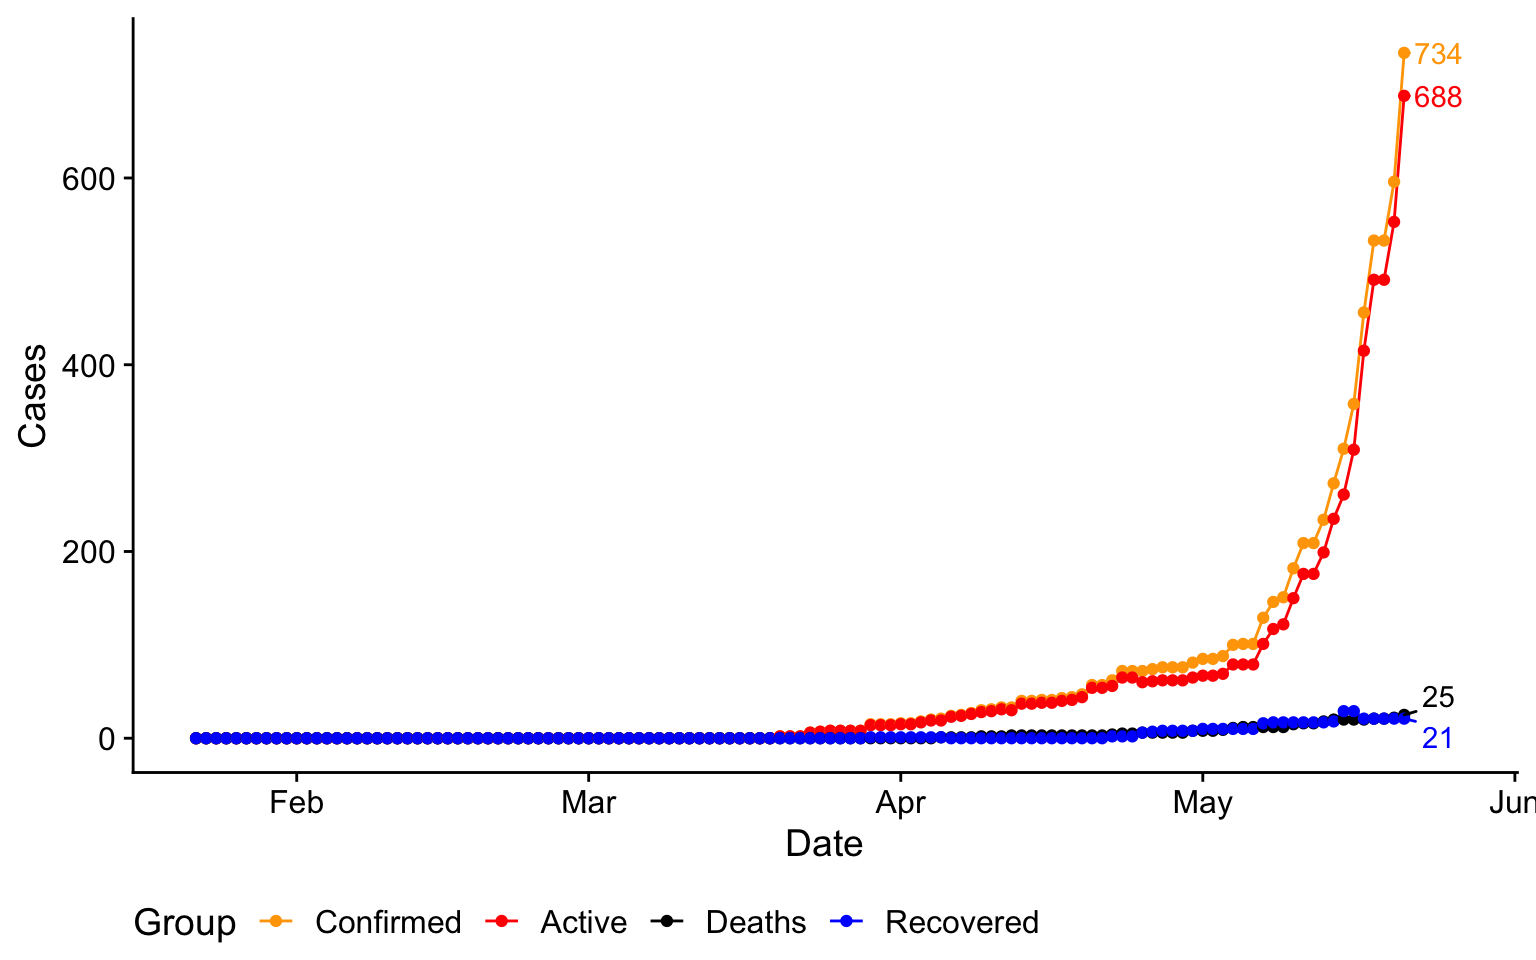 734
688
600
400
200
0
Cases
25
21
Feb Mar Apr May Jun
Date
Group Confirmed Active Deaths Recovered